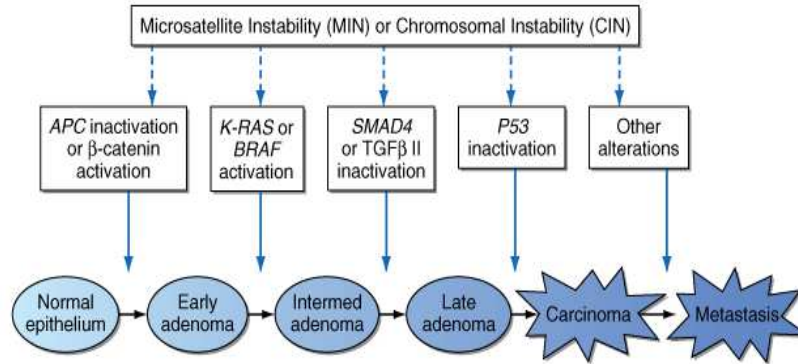 Microsatellite Instability (MIN) or Chromosomal Instability (CIN)
APC inactivation
or β-catenin
activation
K-RAS or
BRAF
activation
SMAD4
or TGFβ II
inactivation
P53
inactivation
Other
alterations
Normal
epithelium
Early
adenoma
Intermed
adenoma
Late
adenoma
Carcinoma
Metastasis